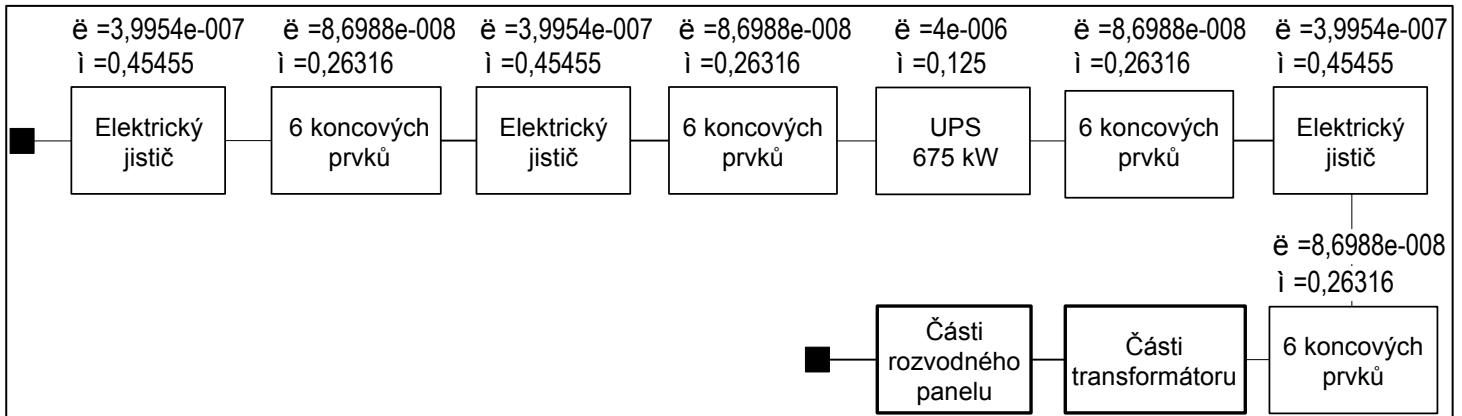 ë =3,9954e-007 ë =8,6988e-008 ë =3,9954e-007 ë =8,6988e-008 ë =4e-006 ë =8,6988e-008 ë =3,9954e-007
ì =0,45455 ì =0,26316 ì =0,45455 ì =0,26316 ì =0,125 ì =0,26316 ì =0,45455
Elektrický
jistič
6 koncových
prvků
Elektrický
jistič
6 koncových
prvků
UPS
675 kW
6 koncových
prvků
Elektrický
jistič
ë =8,6988e-008
ì =0,26316
Části
rozvodného
panelu
Části
transformátoru
6 koncových
prvků